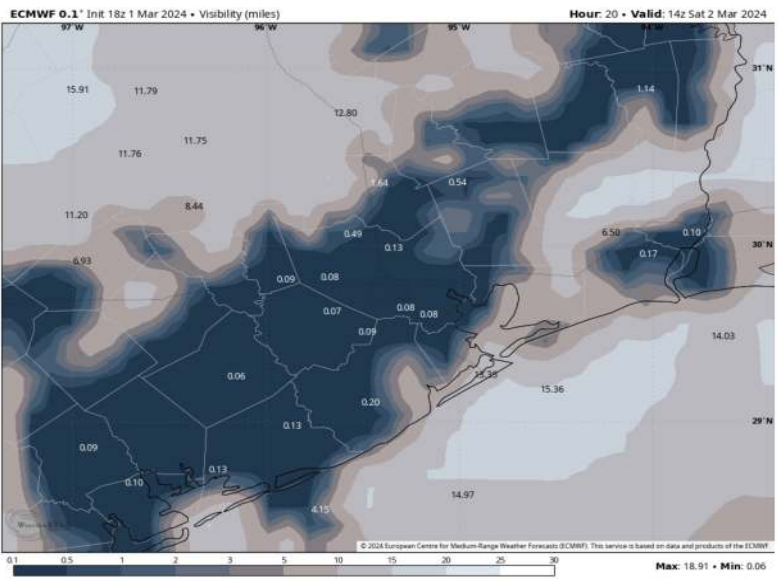 ECMWF 0.1° Init 18z 1 Mar 2024 • Visibility (miles) Hour: 20 • Valid: 14z Sat 2 Mar 2024
97°W 96°W 95°W 94°W
31°N
15.91 11.79 1.14
12.80
11.75
11.76
1.64 0.54
8.44
11.20
0.49 6.50 0.10
0.13 30°N
6.93 0.17
0.09 0.08
0.07 0.08 0.08
0.09 14.03
0.06 13.35
15.36
0.20
0.13 29°N
0.09
0.13
0.10
14.97
4.15
© 2024 European Centre for Medium-Range Weather Forecasts (ECMWF). This service is based on data and products of the ECMWF
0.1 0.5 1 2 3 5 10 15 20 25 30
Max: 18.91 • Min: 0.06